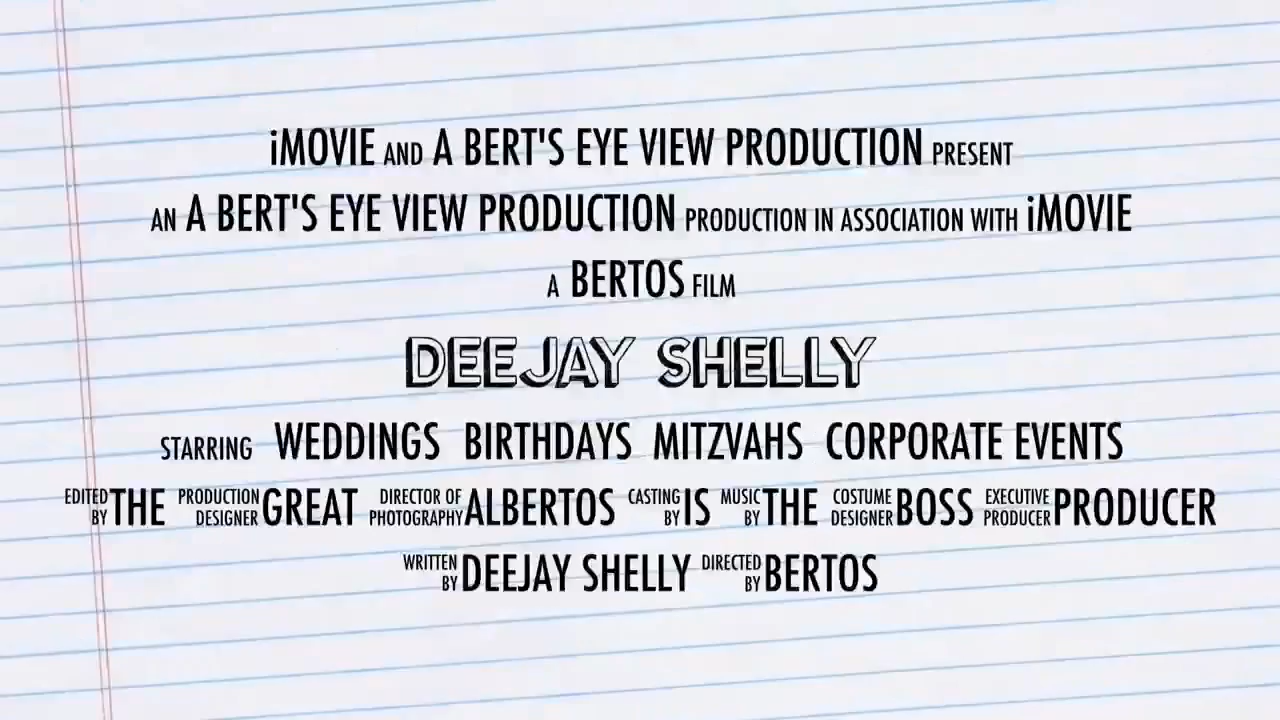 iMOVIE AND A BERT'S EYE VIEW PRODUCTION PRESENT
AN A BERT'S EYE VIEW PRODUCTION PRODUCTION IN ASSOCIATION WITH iMOVIE
A BERTOS FILM
DEEJAY SHELLY
STARRING WEDDINGS BIRTHDAYS MITZVAHS CORPORATE EVENTS
EDITED BY THE PRODUCTION DESIGNER GREAT DIRECTOR OF PHOTOGRAPHY ALBERTOS CASTING BY IS MUSIC BY THE COSTUME DESIGNER BOSS EXECUTIVE PRODUCER PRODUCER
WRITTEN BY DEEJAY SHELLY DIRECTED BY BERTOS